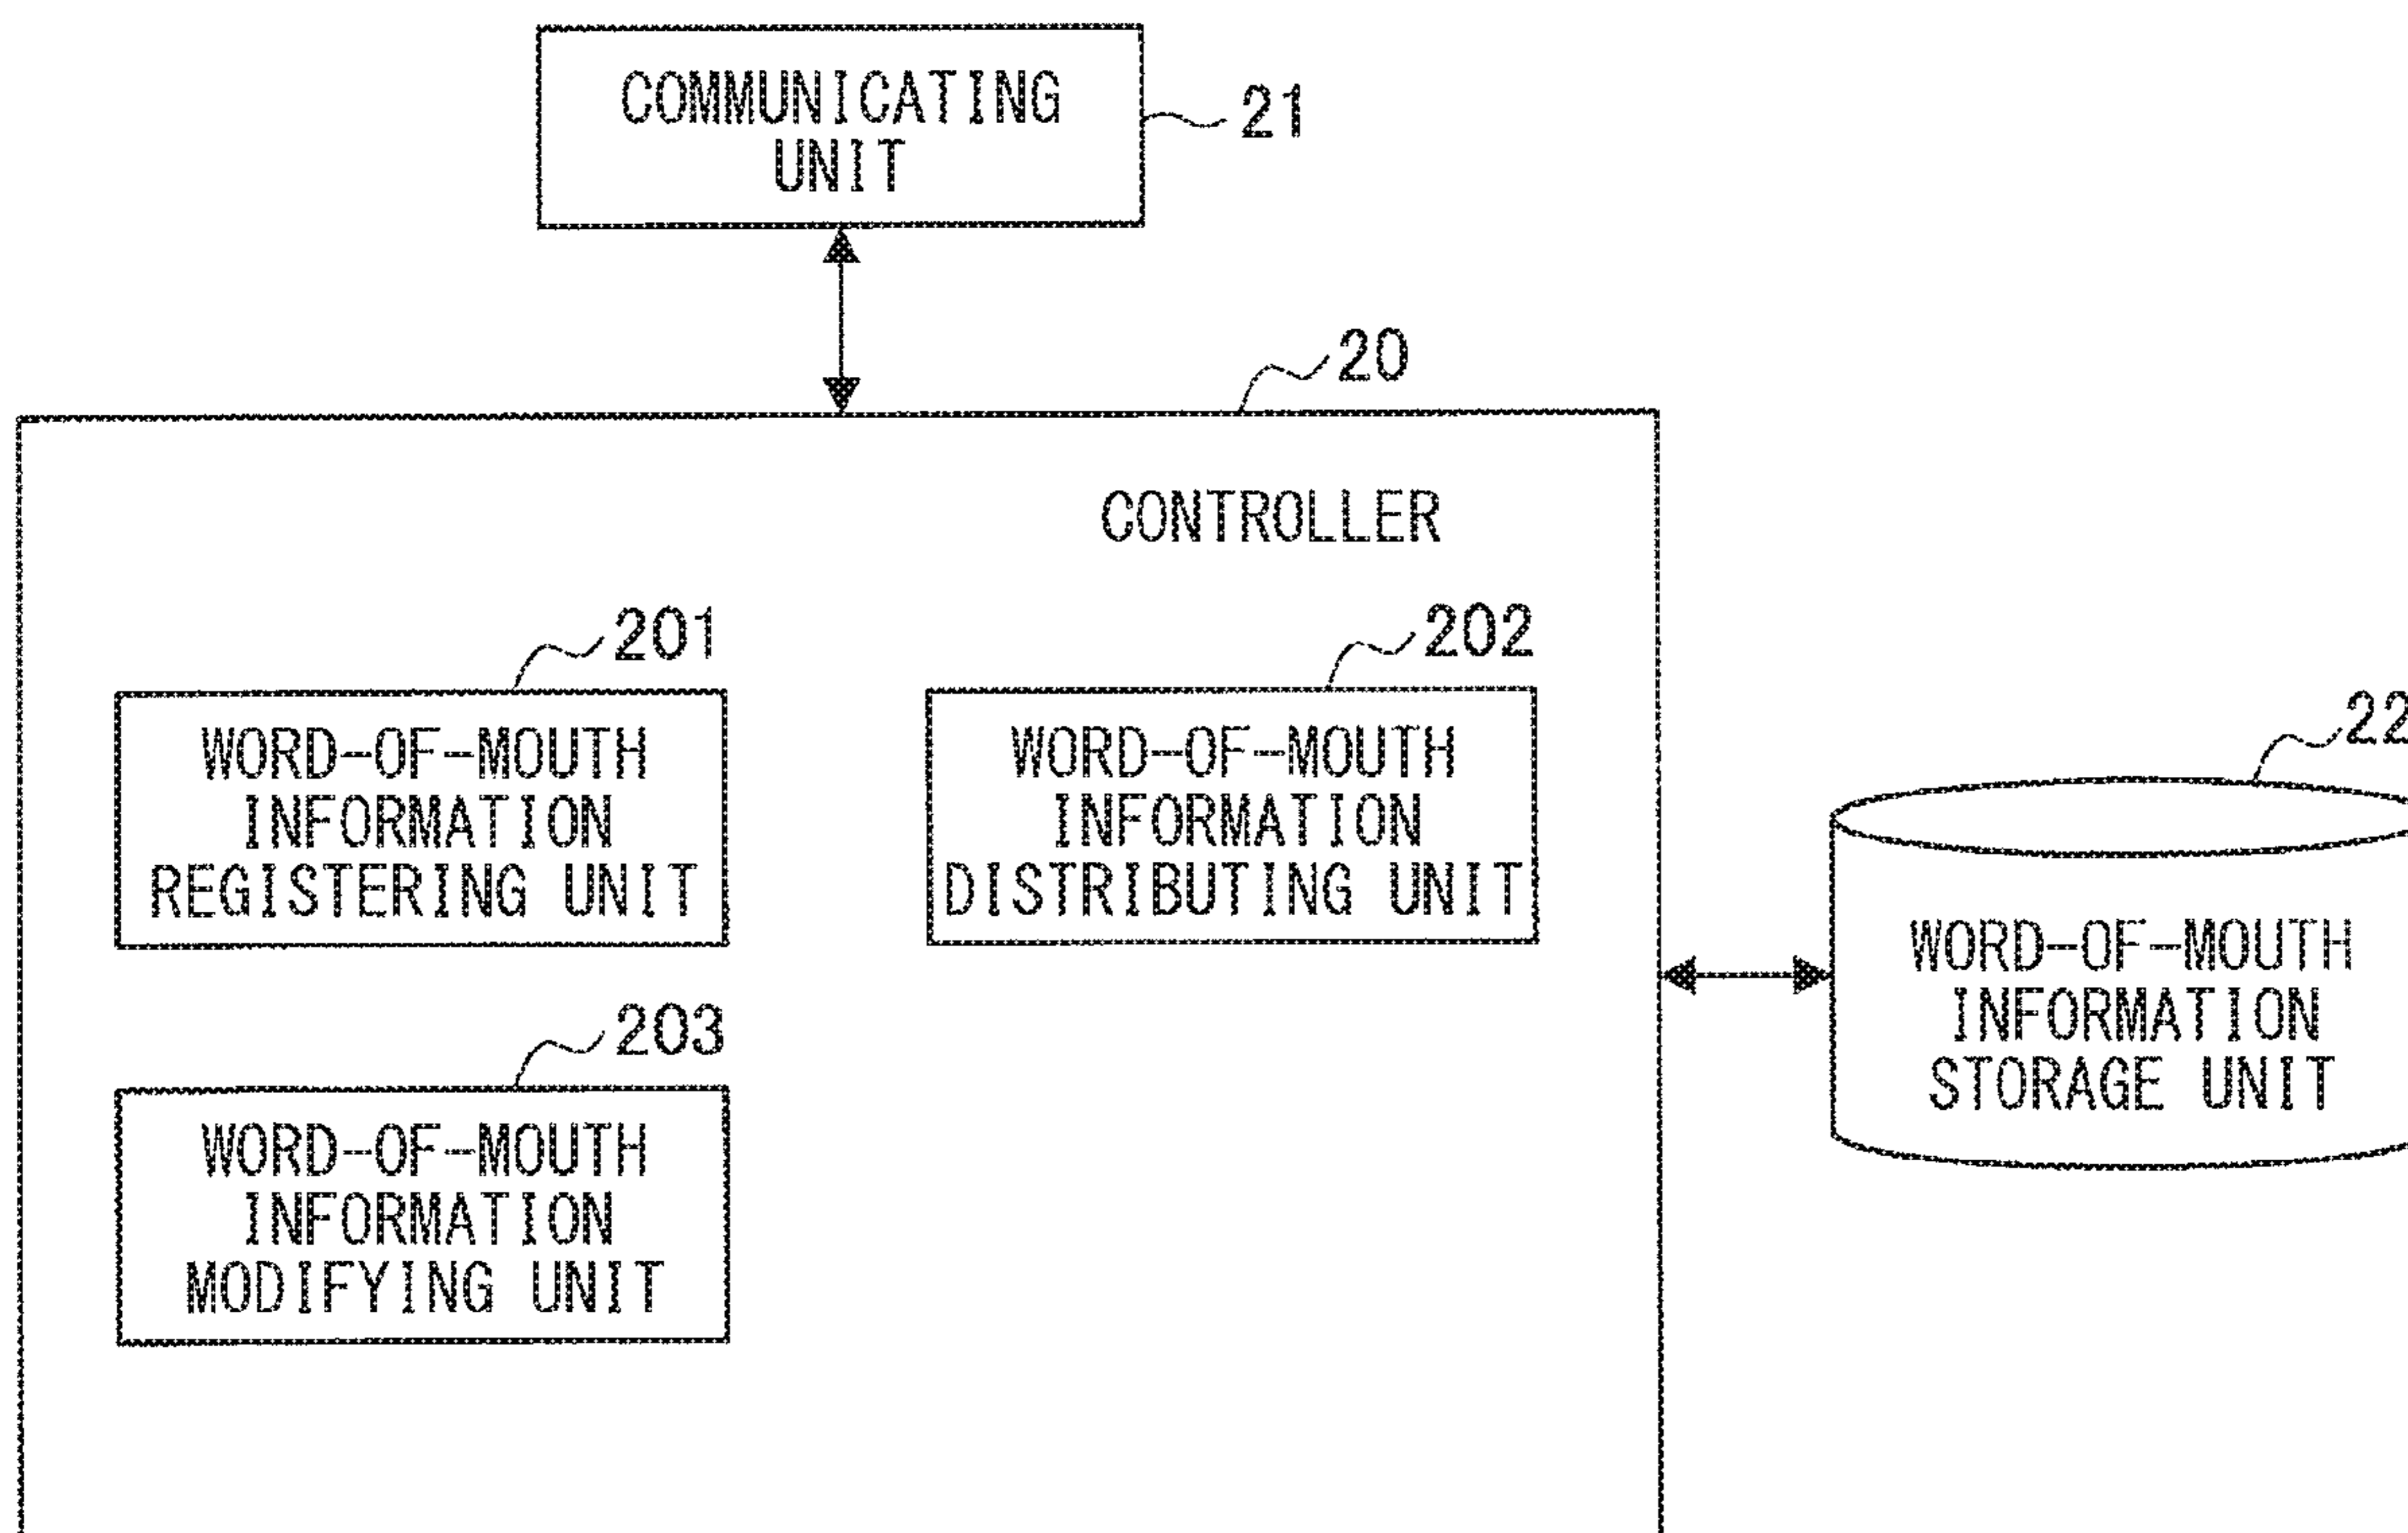 COMMUNICATING
UNIT
21
20
CONTROLLER
201
WORD-OF-MOUTH
INFORMATION
REGISTERING UNIT
202
WORD-OF-MOUTH
INFORMATION
DISTRIBUTING UNIT
22
WORD-OF-MOUTH
INFORMATION
STORAGE UNIT
203
WORD-OF-MOUTH
INFORMATION
MODIFYING UNIT